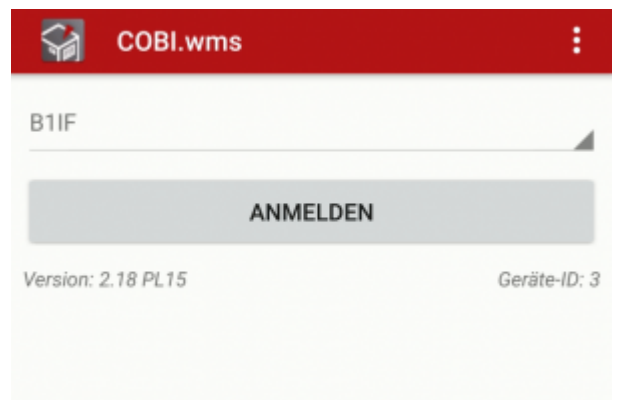 COBI.wms
B1IF
ANMELDEN
Version: 2.18 PL15 Geräte-ID: 3